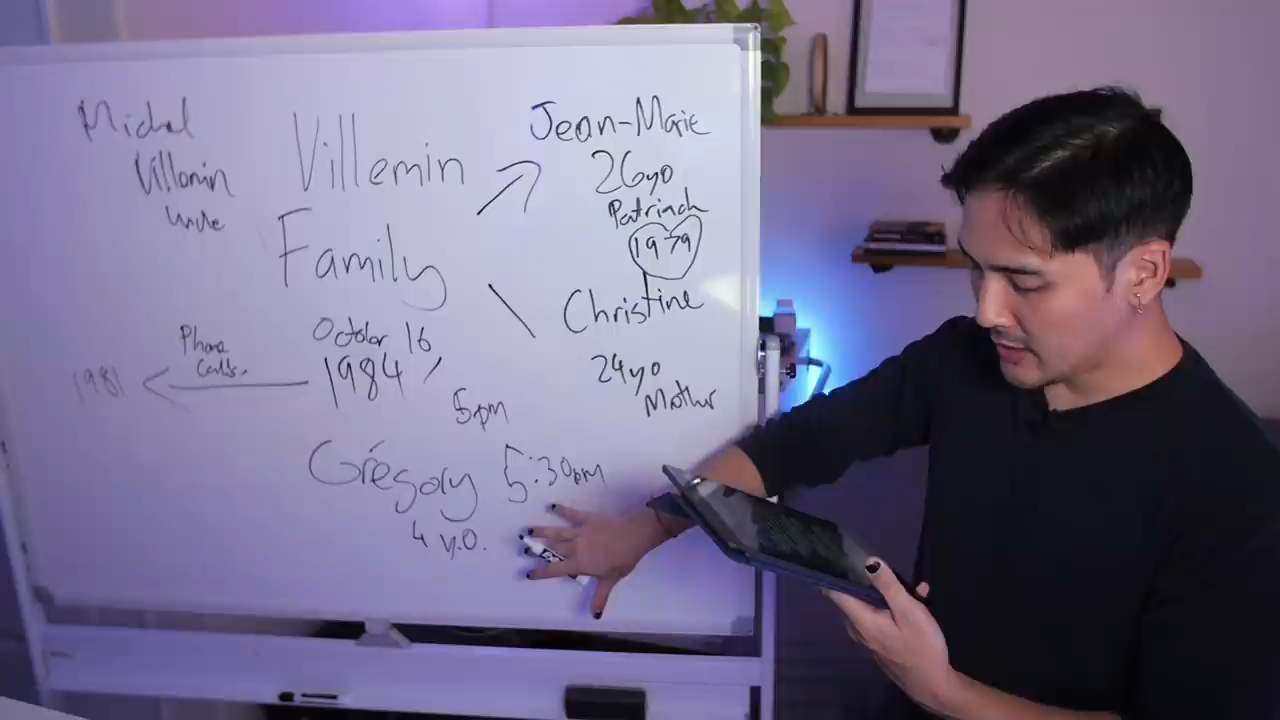 Michel
Villemin
Uncle
Villemin
Family
October 16
1984,
5pm
Phone
Calls.
1981
Grégory 5:30pm
4 y.o.
Jean-Marie
26yo
Patriarch
1979
Christine
24yo
Mother